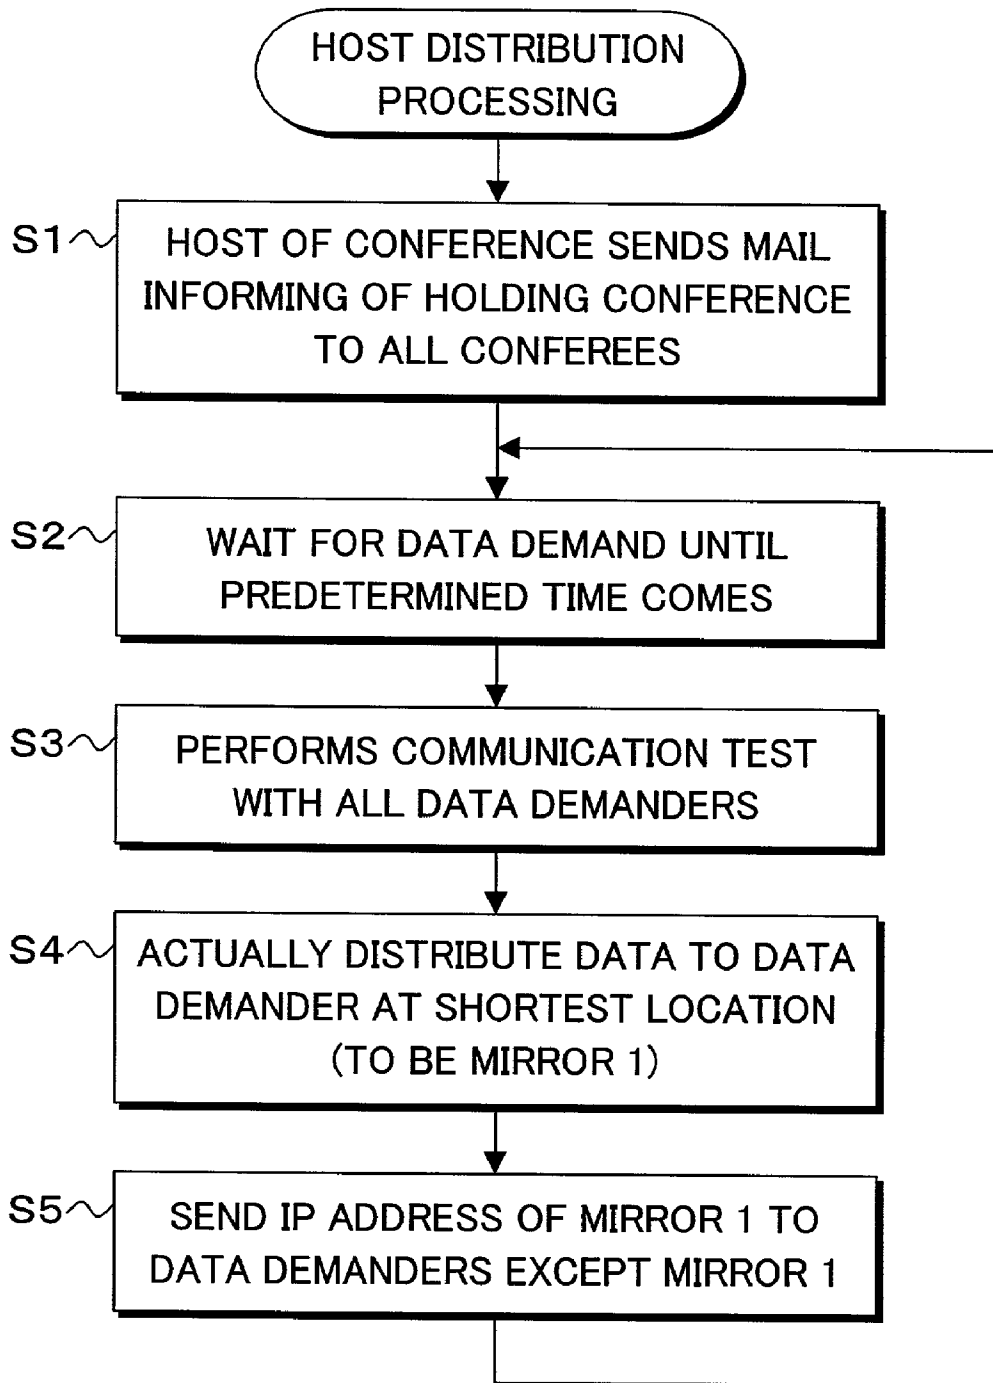 HOST DISTRIBUTION
PROCESSING
S1
HOST OF CONFERENCE SENDS MAIL
INFORMING OF HOLDING CONFERENCE
TO ALL CONFEREES
S2
WAIT FOR DATA DEMAND UNTIL
PREDETERMINED TIME COMES
S3
PERFORMS COMMUNICATION TEST
WITH ALL DATA DEMANDERS
S4
ACTUALLY DISTRIBUTE DATA TO DATA
DEMANDER AT SHORTEST LOCATION
(TO BE MIRROR 1)
S5
SEND IP ADDRESS OF MIRROR 1 TO
DATA DEMANDERS EXCEPT MIRROR 1